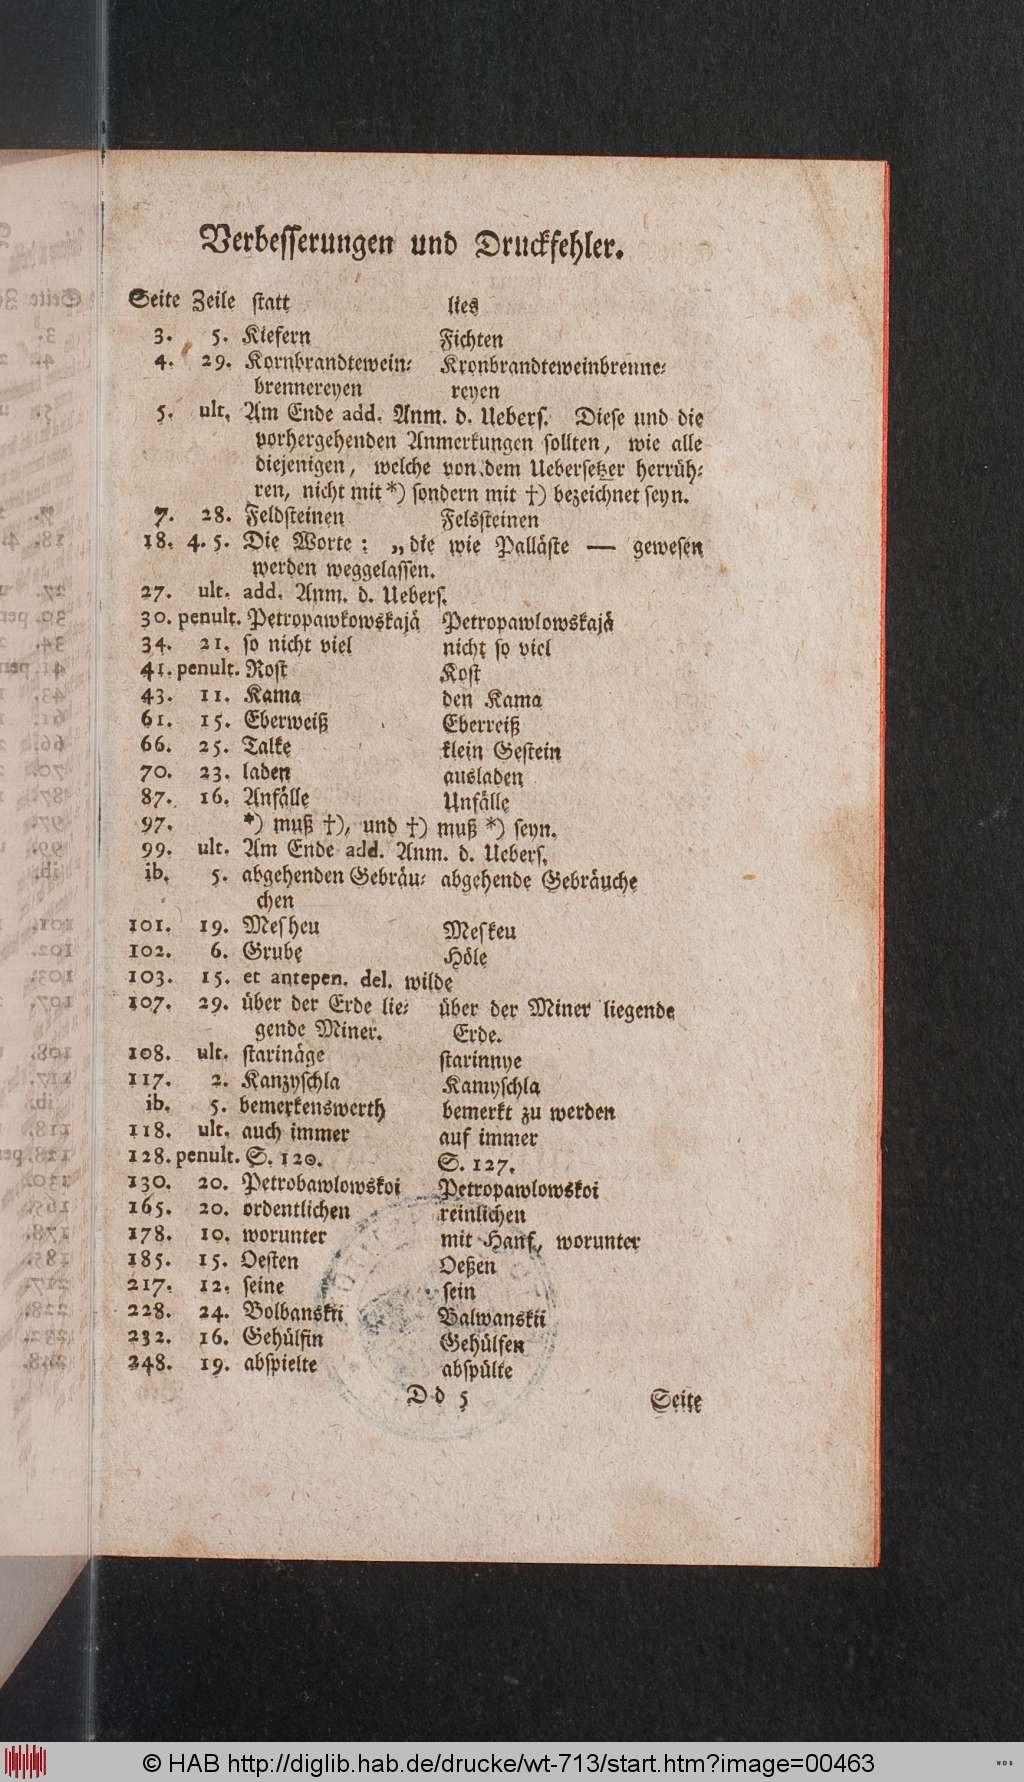 Verbesserungen und Druckfehler.
Seite Zeile statt lies
3. 5. Kiefern Fichten
4. 29. Kornbrandtewein= Kronbrandteweinbrenne=
brennereyen reyen
5. ult. Am Ende add. Anm. d. Uebers. Diese und die
vorhergehenden Anmerkungen sollten, wie alle
diejenigen, welche von dem Uebersetzer herrüh=
ren, nicht mit *) sondern mit †) bezeichnet seyn.
7. 28. Feldsteinen Felssteinen
18. 4. 5. Die Worte: „die wie Palläste — gewesen
werden weggelassen.
27. ult. add. Anm. d. Uebers.
30. penult. Petropawkowskajä Petropawlowskajä
34. 21. so nicht viel nicht so viel
41. penult. Rost Kost
43. 11. Kama den Kama
61. 15. Eberweiß Eberreiß
66. 25. Talke klein Gestein
70. 23. laden ausladen
87. 16. Anfälle Unfälle
97. *) muß †), und †) muß *) seyn.
99. ult. Am Ende add. Anm. d. Uebers.
ib. 5. abgehenden Gebräu= abgehende Gebräuche
chen
101. 19. Mesheu Meskeu
102. 6. Grube Höle
103. 15. et antepen. del. wilde
107. 29. über der Erde lie= über der Miner liegende
gende Miner. Erde.
108. ult. starinäge starinnye
117. 2. Kanzyschla Kamyschla
ib. 5. bemerkenswerth bemerkt zu werden
118. ult. auch immer auf immer
128. penult. S. 120. S. 127.
130. 20. Petrobawlowskoi Petropawlowskoi
165. 20. ordentlichen reinlichen
178. 10. worunter mit Hanf, worunter
185. 15. Oesten Oeßen
217. 12. seine sein
228. 24. Bolbanskii Balwanskii
232. 16. Gehülfin Gehülfen
248. 19. abspielte abspülte
D d 5 Seite
© HAB http://diglib.hab.de/drucke/wt-713/start.htm?image=00463